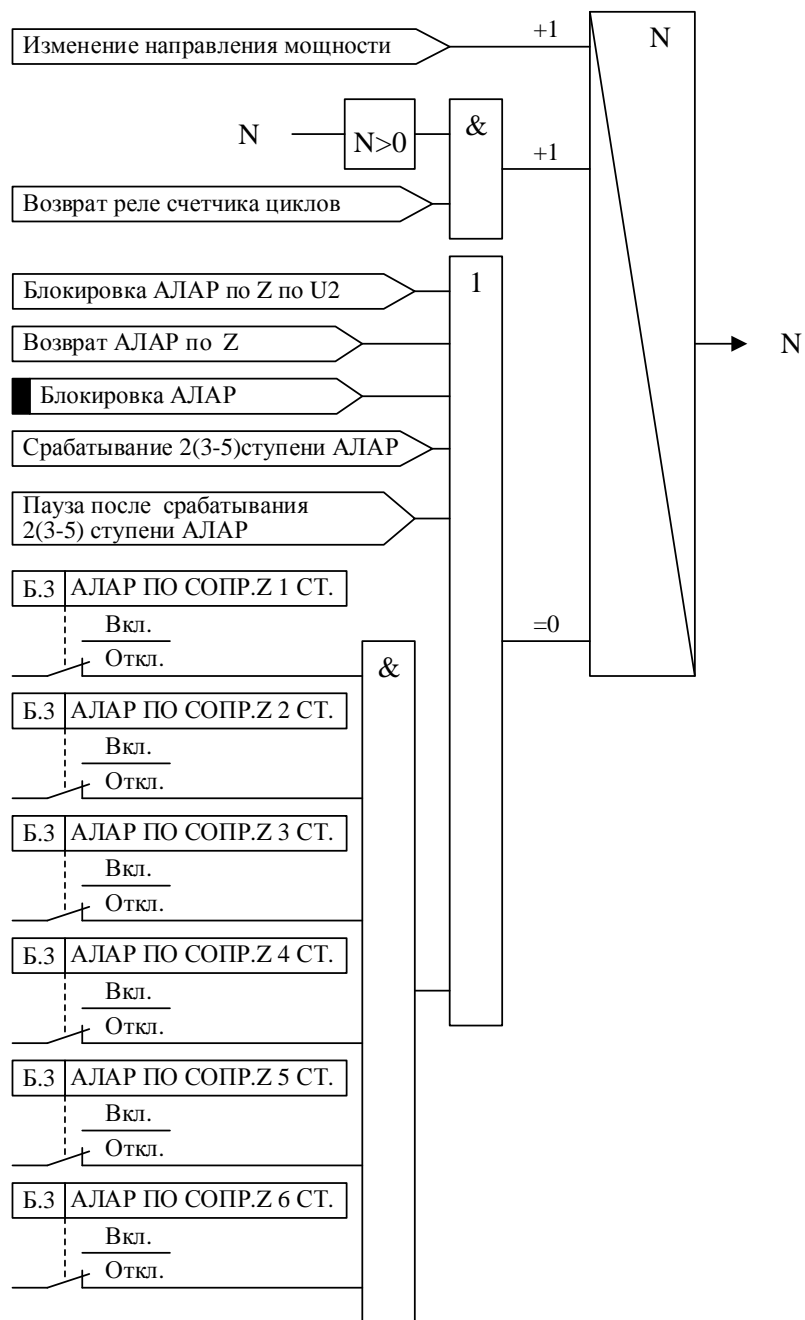 Изменение направления мощности
+1
N
N
N>0
&
+1
Возврат реле счетчика циклов
Блокировка АЛАР по Z по U2
1
Возврат АЛАР по Z
N
Блокировка АЛАР
Срабатывание 2(3-5)ступени АЛАР
Пауза после срабатывания
2(3-5) ступени АЛАР
Б.3 АЛАР ПО СОПР.Z 1 СТ.
Вкл.
=0
Откл.
&
Б.3 АЛАР ПО СОПР.Z 2 СТ.
Вкл.
Откл.
Б.3 АЛАР ПО СОПР.Z 3 СТ.
Вкл.
Откл.
Б.3 АЛАР ПО СОПР.Z 4 СТ.
Вкл.
Откл.
Б.3 АЛАР ПО СОПР.Z 5 СТ.
Вкл.
Откл.
Б.3 АЛАР ПО СОПР.Z 6 СТ.
Вкл.
Откл.